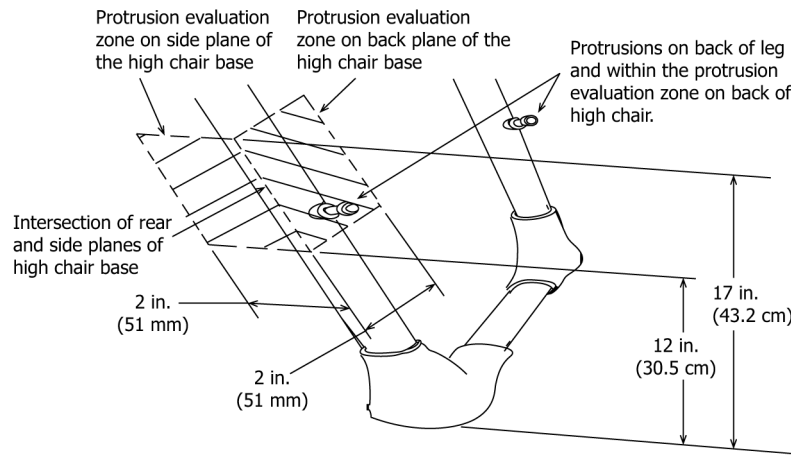 Protrusion evaluation
zone on side plane of
the high chair base
Protrusion evaluation
zone on back plane of the
high chair base
Protrusions on back of leg
and within the protrusion
evaluation zone on back of
high chair.
Intersection of rear
and side planes of
high chair base
2 in.
(51 mm)
2 in.
(51 mm)
17 in.
(43.2 cm)
12 in.
(30.5 cm)